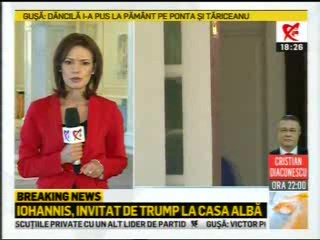 GUȘĂ: DĂNCILĂ I-A PUS LA PĂMÂNT PE PONTA ȘI TĂRICEANU
18:26
CRISTIAN
DIACONESCU
ORA 22:00
BREAKING NEWS
IOHANNIS, INVITAT DE TRUMP LA CASA ALBĂ
SCUȚIILE PRIVATE CU UN ALT LIDER DE PARTID
GUȘĂ: VICTOR P